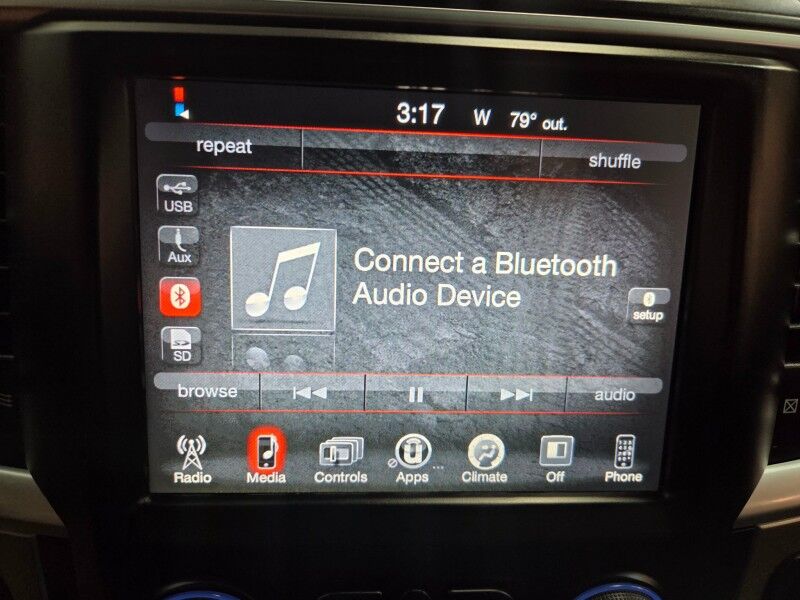 3:17 W 79° out.
repeat shuffle
USB
Aux
Connect a Bluetooth
Audio Device
setup
SD
browse audio
Radio Media Controls Apps Climate Off Phone